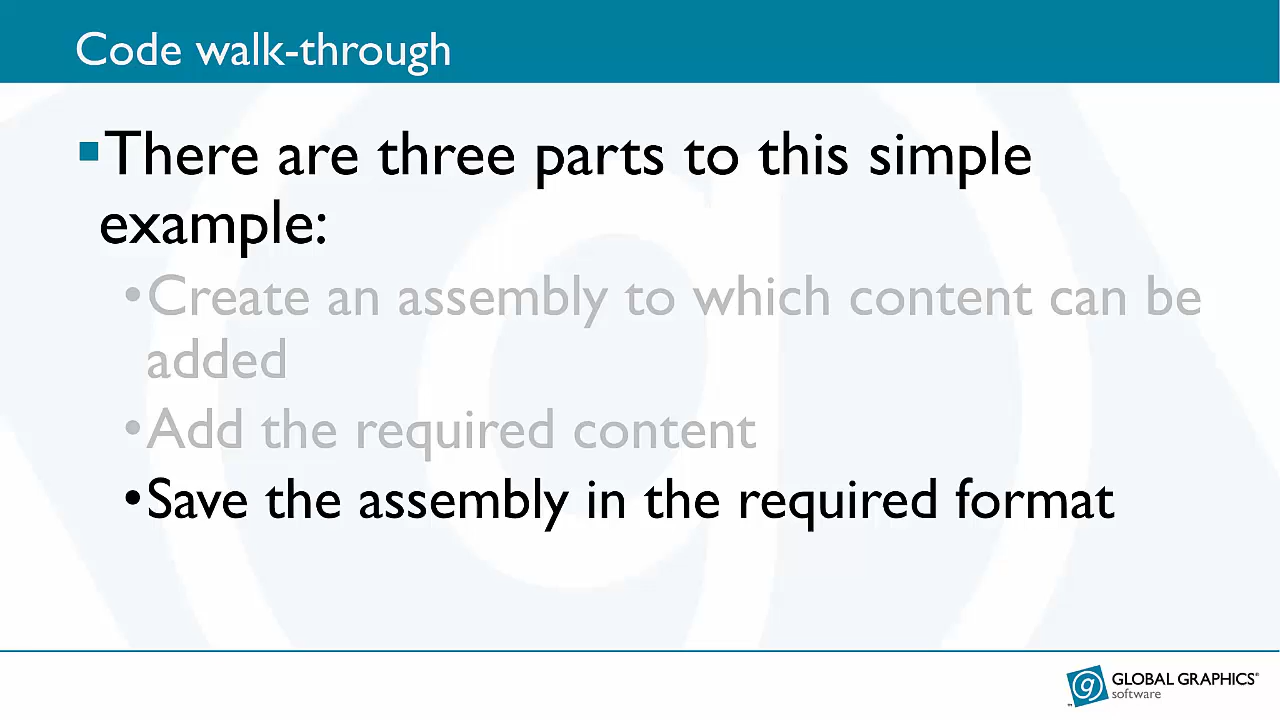 Code walk-through
▪There are three parts to this simple
example:
•Create an assembly to which content can be
added
•Add the required content
•Save the assembly in the required format
g
GLOBAL GRAPHICS®
software
™